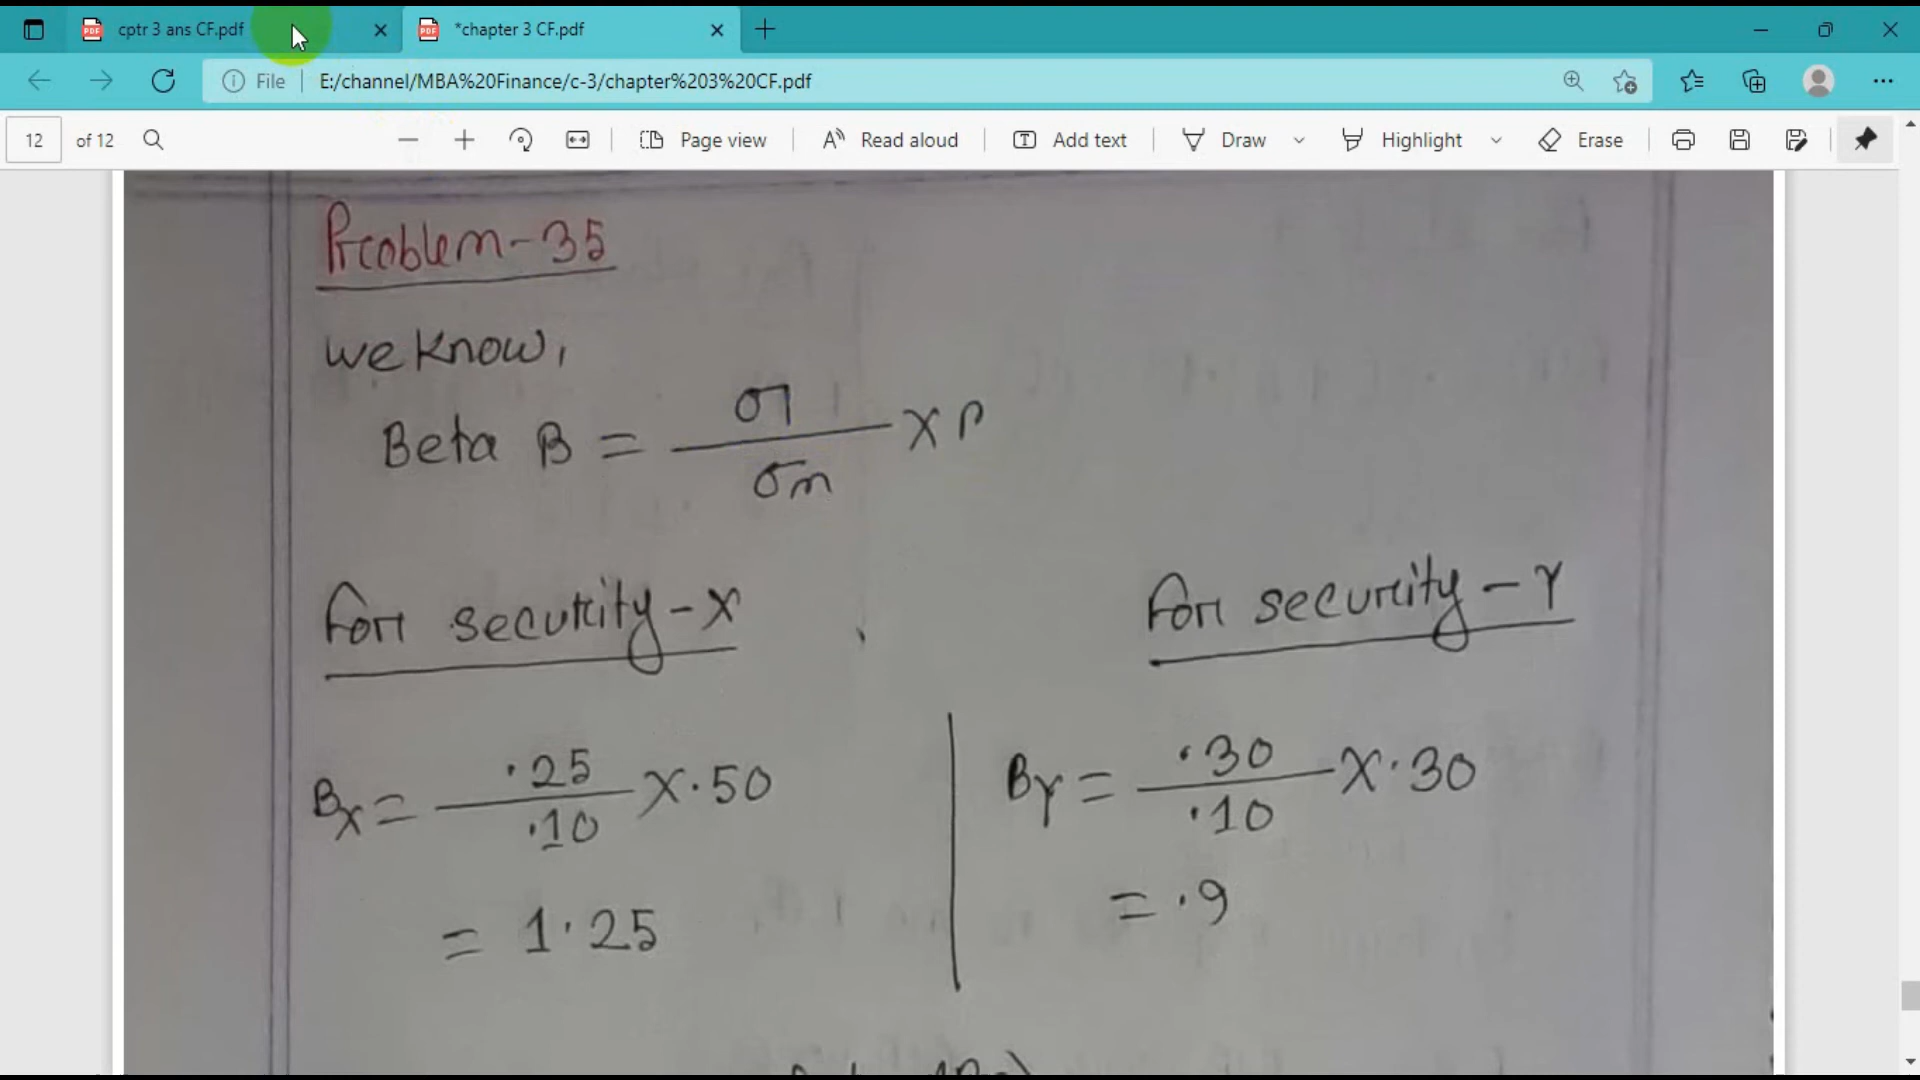 cptr 3 ans CF.pdf
*chapter 3 CF.pdf
File
E:/channel/MBA%20Finance/c-3/chapter%203%20CF.pdf
12 of 12
Page view
Read aloud
Add text
Draw
Highlight
Erase
Problem-35
we know,
Beta β = σ / σm × ρ
For security - X
For security - Y
βx = .25 / .10 × .50
= 1.25
βY = .30 / .10 × .30
= .9